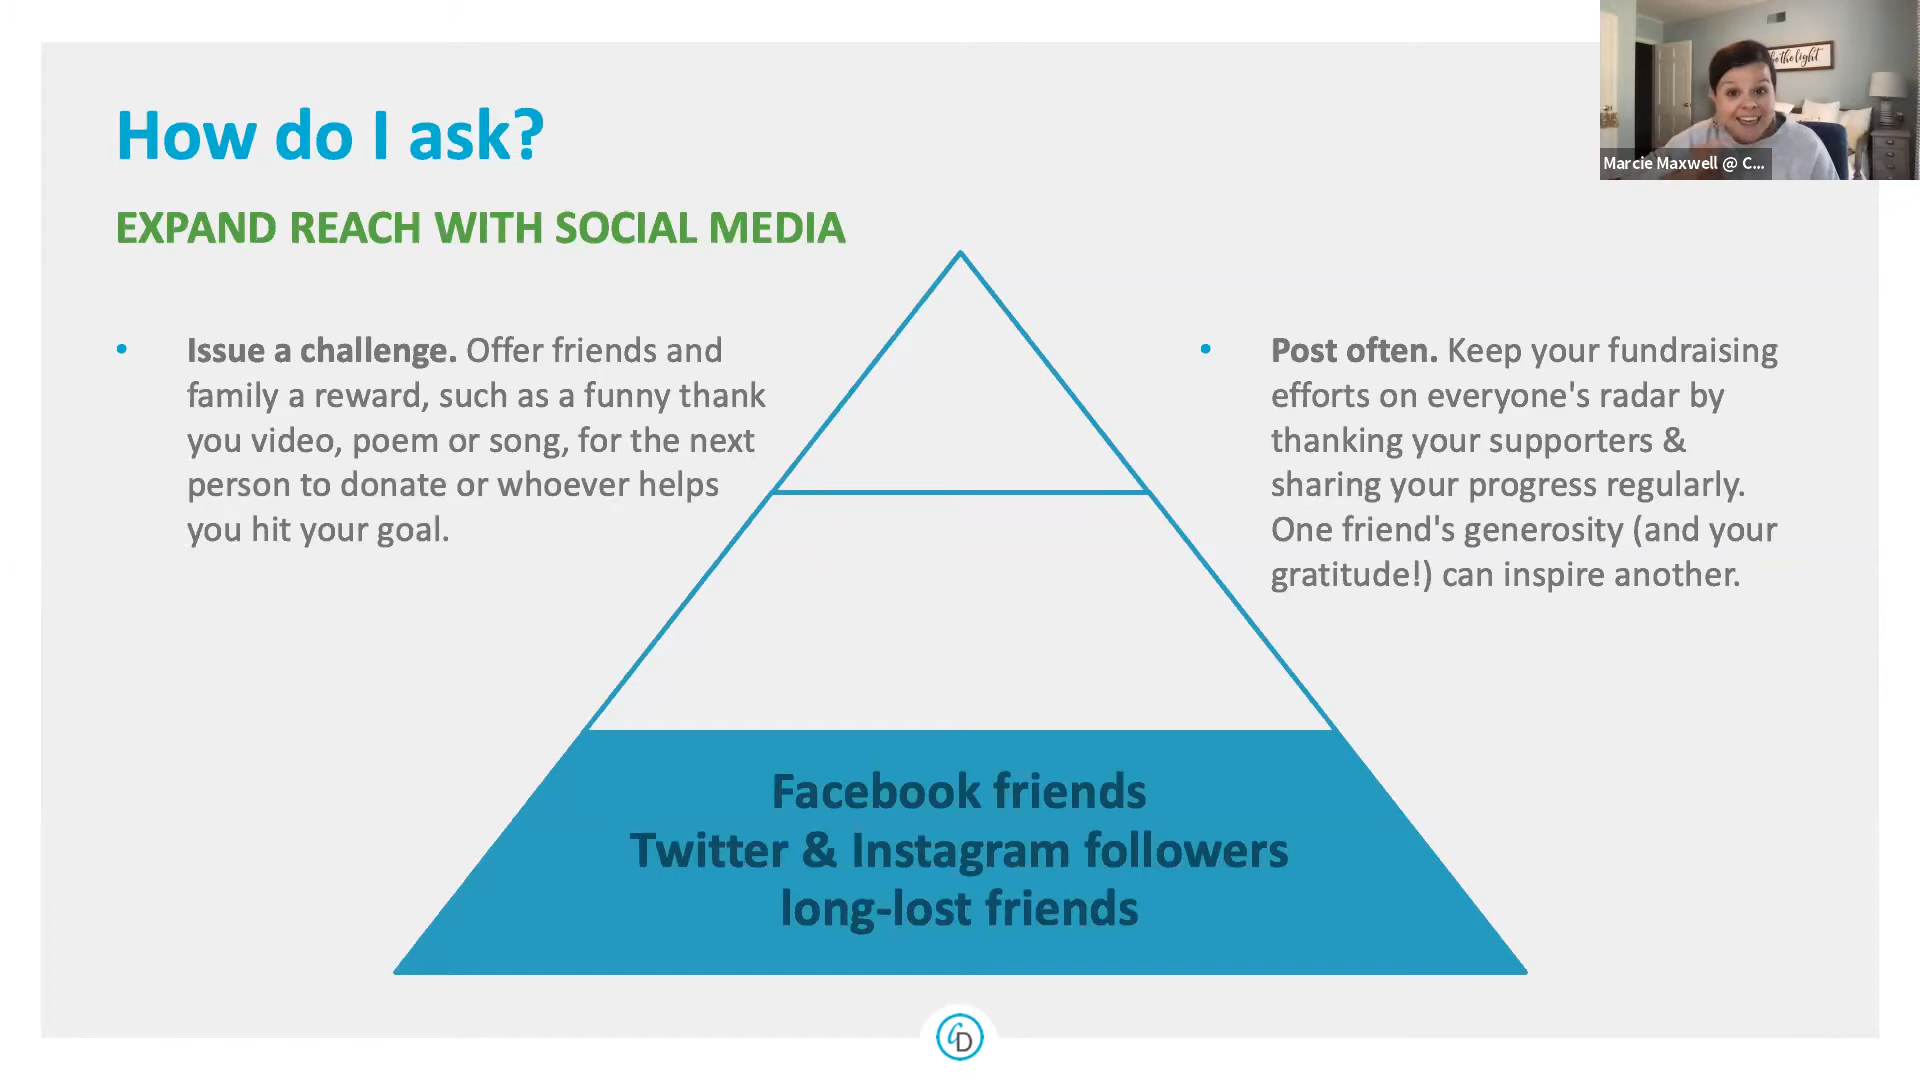 How do I ask?
EXPAND REACH WITH SOCIAL MEDIA
• Issue a challenge. Offer friends and
family a reward, such as a funny thank
you video, poem or song, for the next
person to donate or whoever helps
you hit your goal.
• Post often. Keep your fundraising
efforts on everyone's radar by
thanking your supporters &
sharing your progress regularly.
One friend's generosity (and your
gratitude!) can inspire another.
Facebook friends
Twitter & Instagram followers
long-lost friends
the light
Marcie Maxwell @ C...
CD